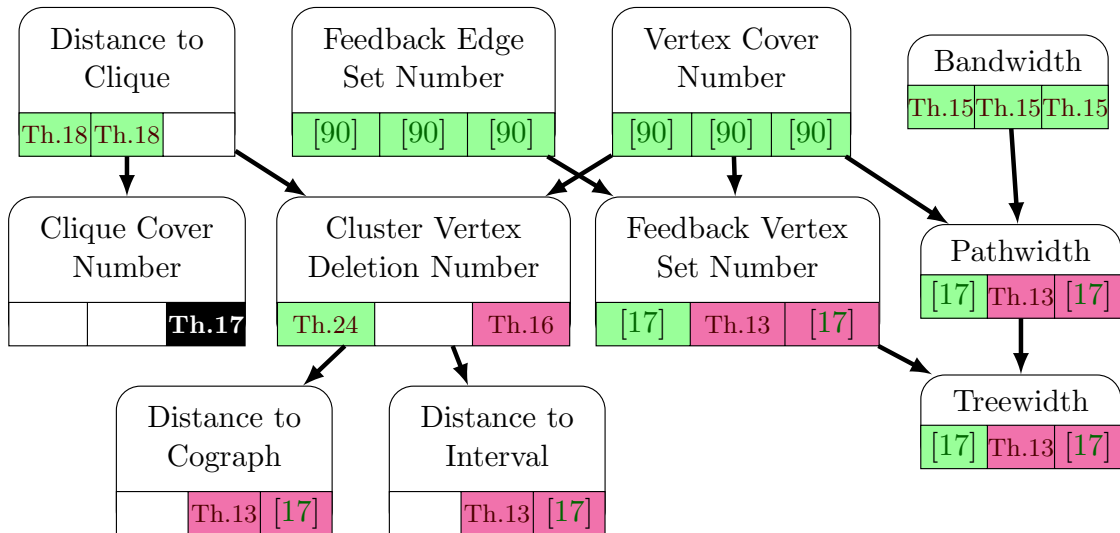 Distance to
Clique
Th.18 Th.18
Feedback Edge
Set Number
[90] [90] [90]
Vertex Cover
Number
[90] [90] [90]
Bandwidth
Th.15 Th.15 Th.15
Clique Cover
Number
Th.17
Cluster Vertex
Deletion Number
Th.24 Th.16
Feedback Vertex
Set Number
[17] Th.13 [17]
Pathwidth
[17] Th.13 [17]
Distance to
Cograph
Th.13 [17]
Distance to
Interval
Th.13 [17]
Treewidth
[17] Th.13 [17]